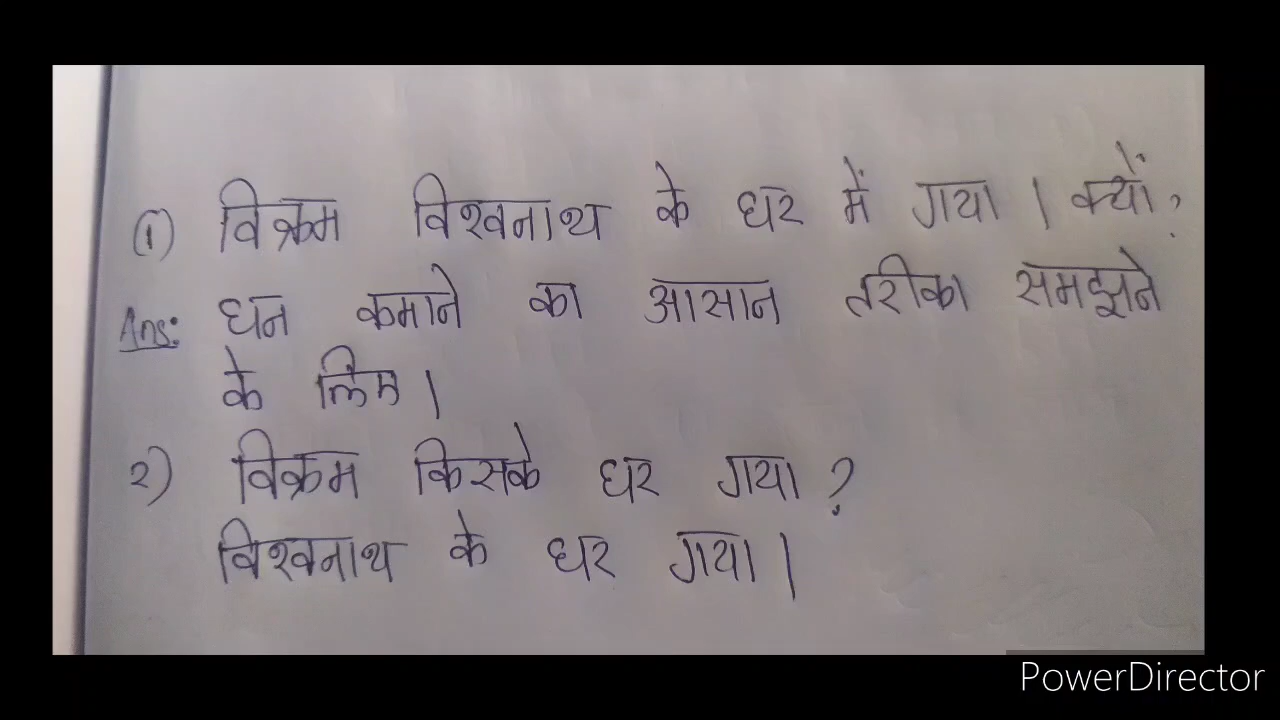 (1) विक्रम विश्वनाथ के घर में गया । क्यों ?
Ans: धन कमाने का आसान तरीका समझने
के लिए ।
2) विक्रम किसके घर गया ?
विश्वनाथ के घर गया ।
PowerDirector